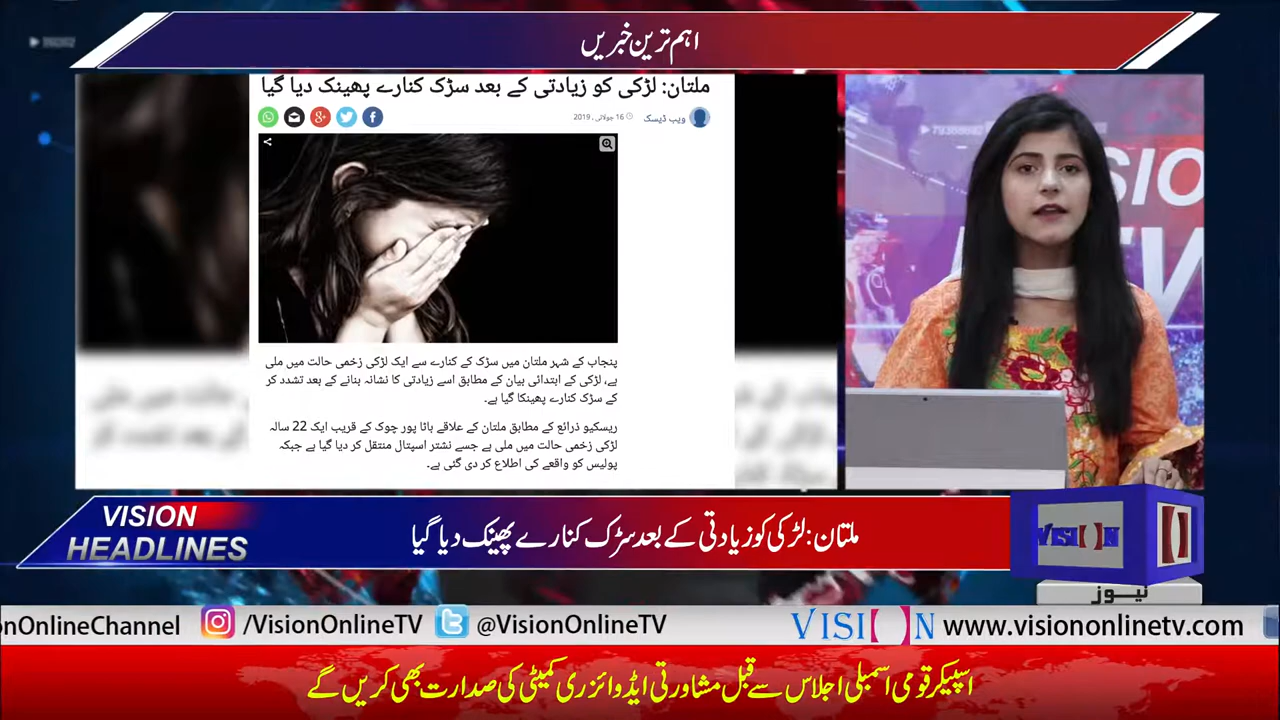 اہم ترین خبریں
ملتان: لڑکی کو زیادتی کے بعد سڑک کنارے پھینک دیا گیا
ویب ڈیسک
16 جولائی ، 2019
پنجاب کے شہر ملتان میں سڑک کے کنارے سے ایک لڑکی زخمی حالت میں ملی
ہے، لڑکی کے ابتدائی بیان کے مطابق اسے زیادتی کا نشانہ بنانے کے بعد تشدد کر
کے سڑک کنارے پھینکا گیا ہے۔
ریسکیو ذرائع کے مطابق ملتان کے علاقے باٹا پور چوک کے قریب ایک 22 سالہ
لڑکی زخمی حالت میں ملی ہے جسے نشتر اسپتال منتقل کر دیا گیا ہے جبکہ
پولیس کو واقعے کی اطلاع کر دی گئی ہے۔
VISION
HEADLINES
ملتان: لڑکی کو زیادتی کے بعد سڑک کنارے پھینک دیا گیا
VISION
نیوز
onOnlineChannel /VisionOnlineTV @VisionOnlineTV VISION www.visiononlinetv.com
اسپیکر قومی اسمبلی اجلاس سے قبل مشاورتی ایڈوائزری کمیٹی کی صدارت بھی کریں گے